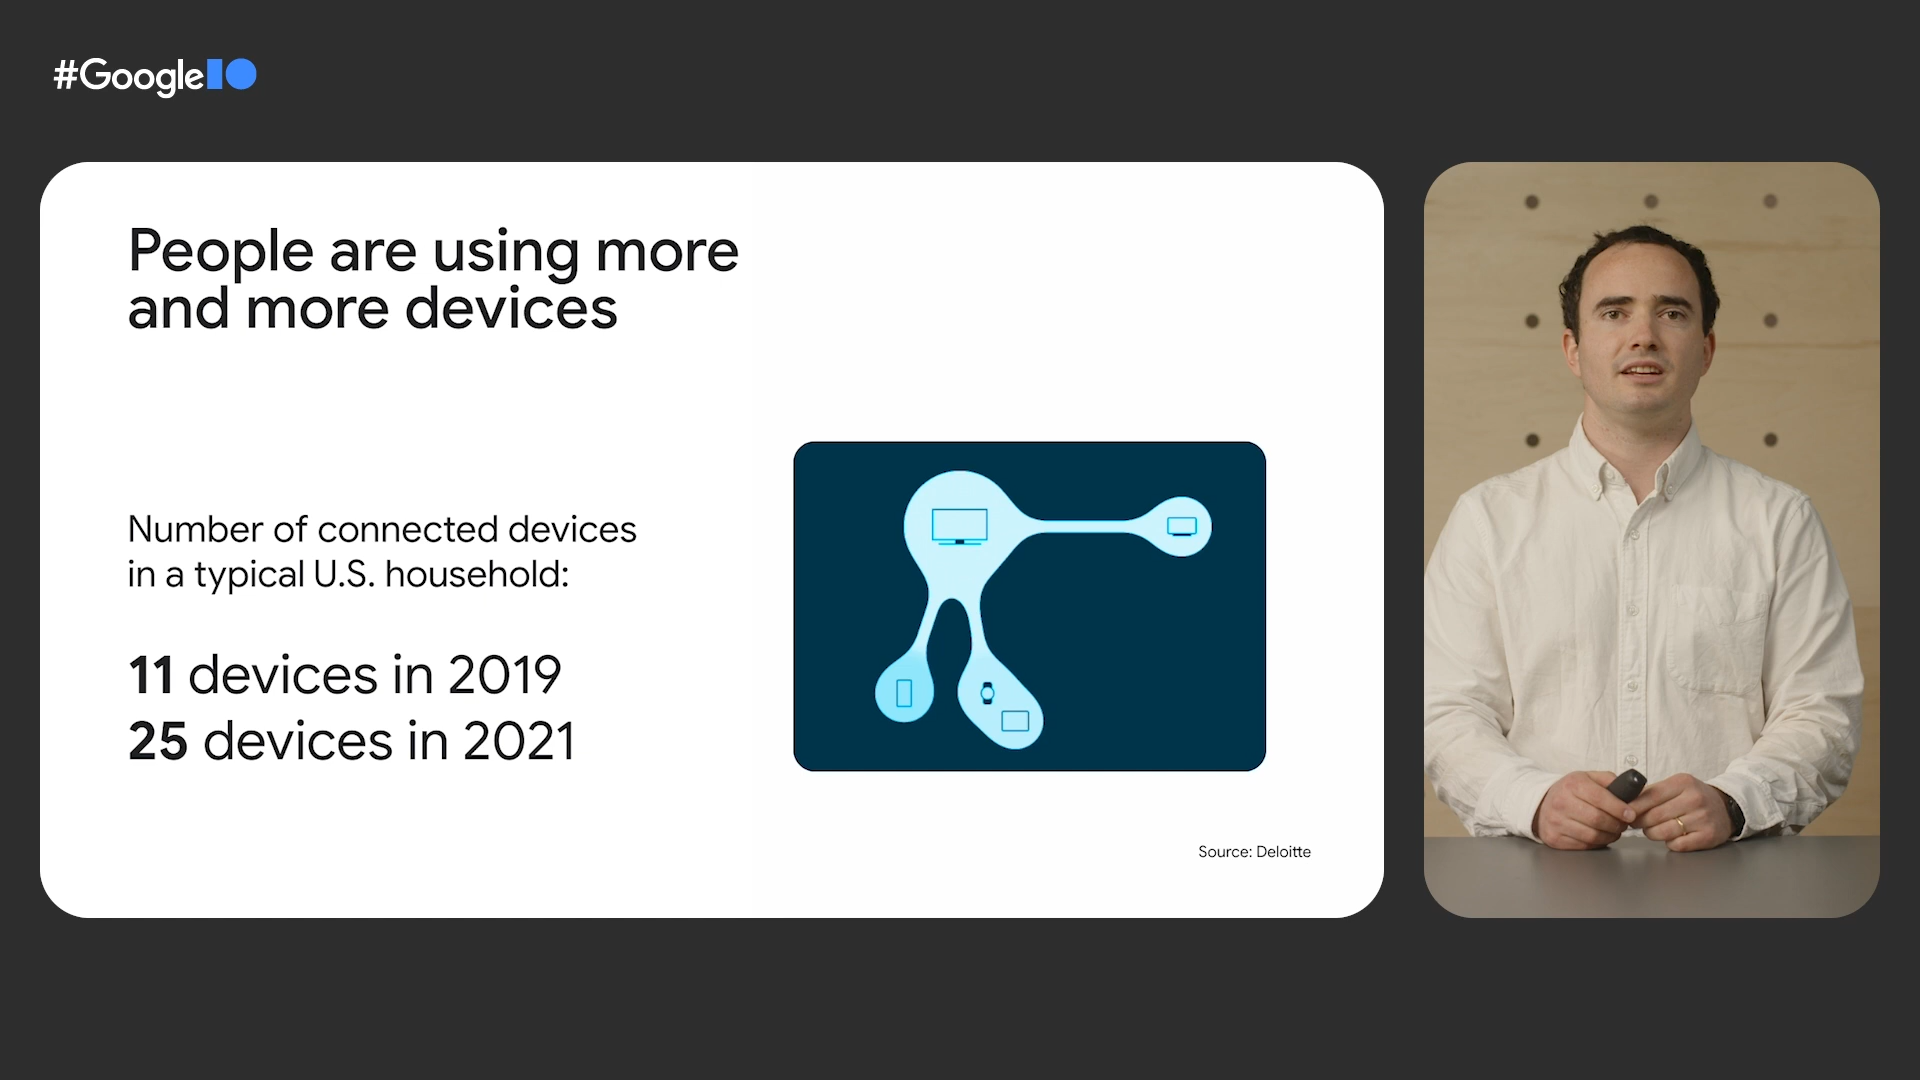 #GoogleIO
People are using more
and more devices
Number of connected devices
in a typical U.S. household:
11 devices in 2019
25 devices in 2021
Source: Deloitte